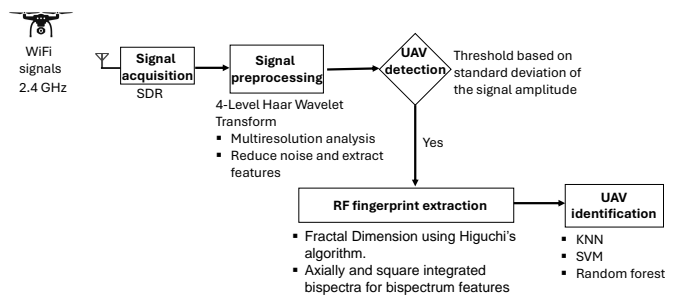 WiFi
signals
2.4 GHz
Signal
acquisition
SDR
Signal
preprocessing
4-Level Haar Wavelet
Transform
▪ Multiresolution analysis
▪ Reduce noise and extract
features
UAV
detection
Threshold based on
standard deviation of
the signal amplitude
Yes
RF fingerprint extraction
▪ Fractal Dimension using Higuchi's
algorithm.
▪ Axially and square integrated
bispectra for bispectrum features
UAV
identification
▪ KNN
▪ SVM
▪ Random forest